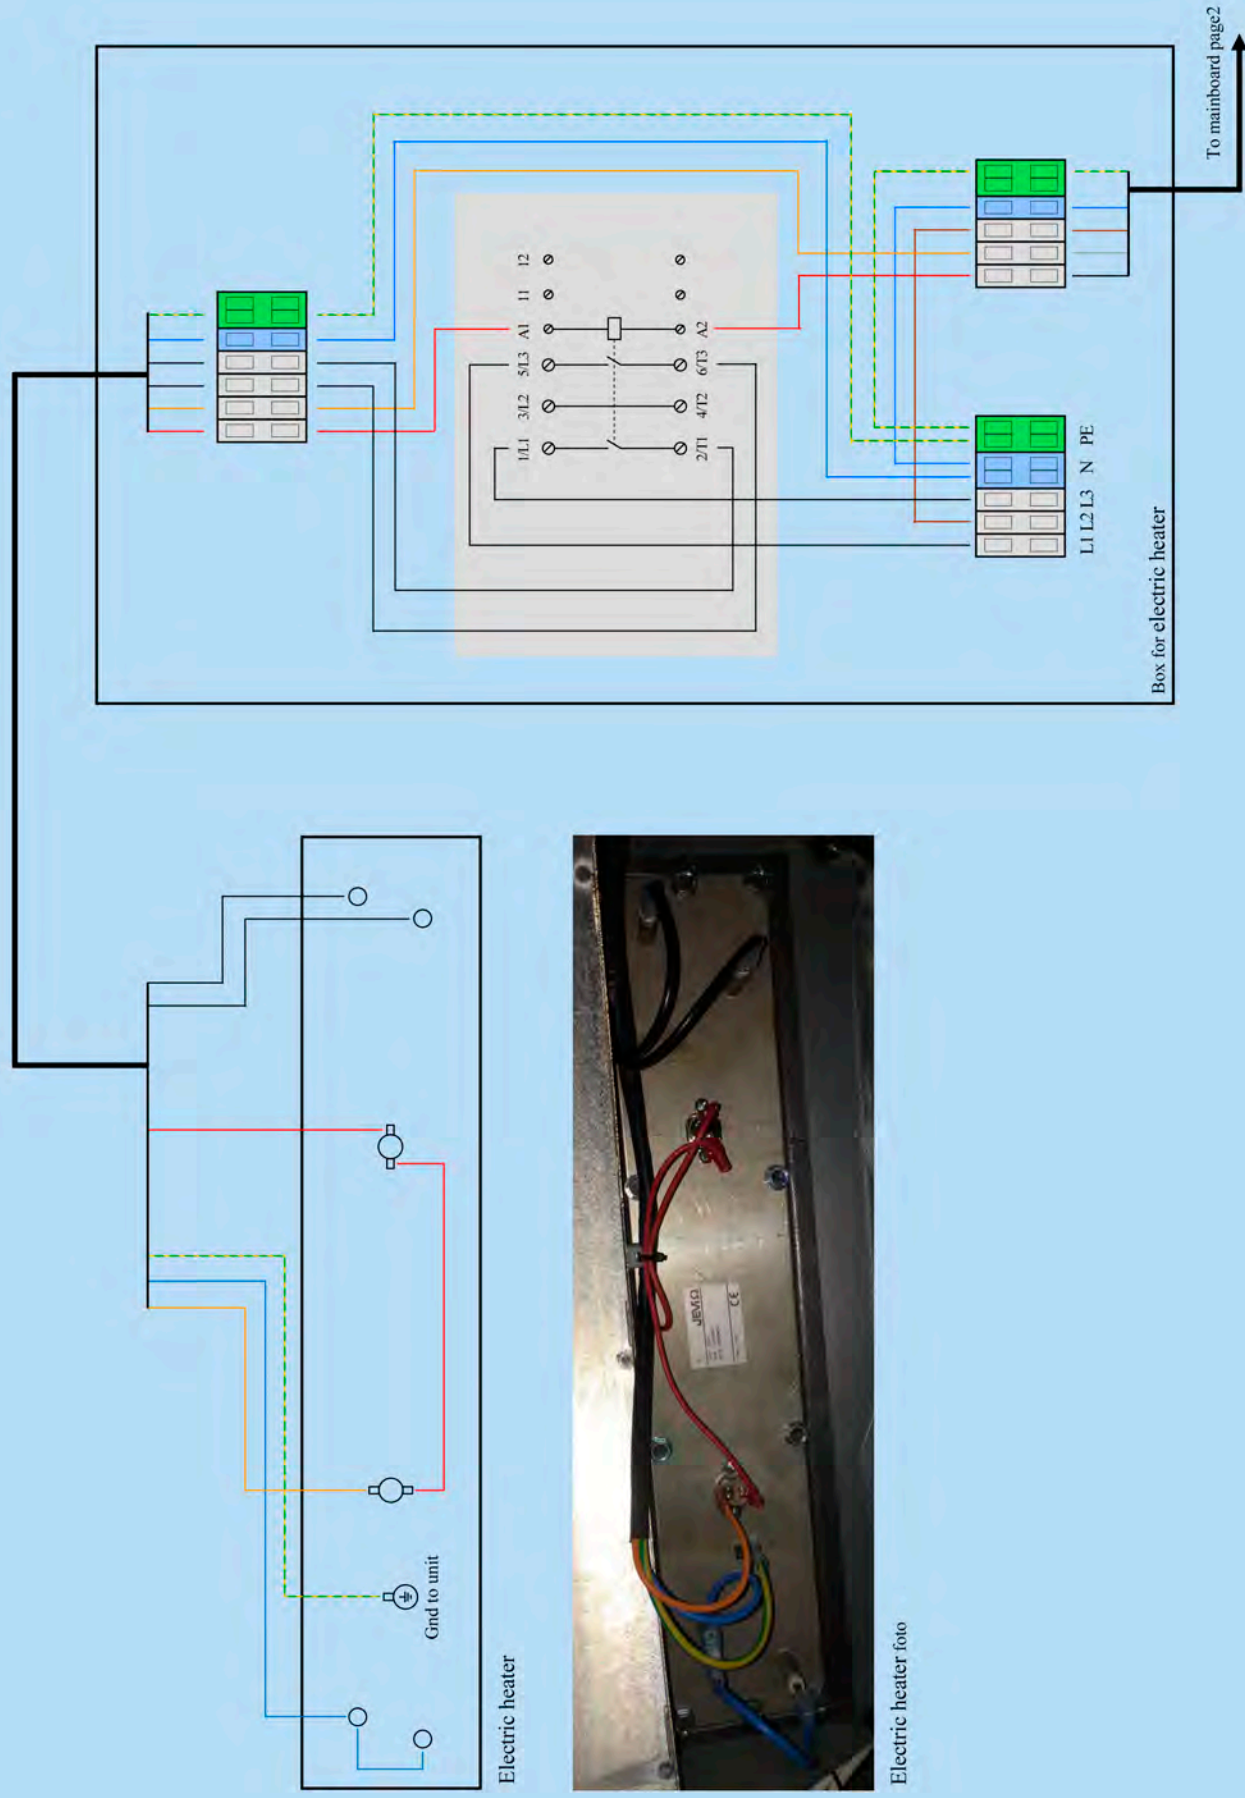 To mainboard page2
12
11
A1
5/L3
3/L2
1/L1
A2
6/T3
4/T2
2/T1
L1 L2 L3 N PE
Box for electric heater
Gnd to unit
Electric heater
JEVI Ω
CE
Electric heater foto